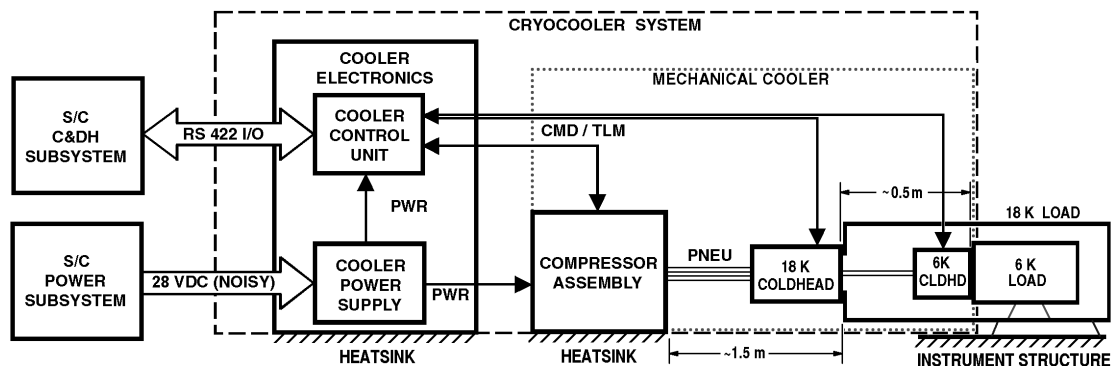 CRYOCOOLER SYSTEM
COOLER
ELECTRONICS
MECHANICAL COOLER
S/C
C&DH
SUBSYSTEM
RS 422 I/O
COOLER
CONTROL
UNIT
CMD / TLM
PWR
~0.5 m
18 K LOAD
S/C
POWER
SUBSYSTEM
28 VDC (NOISY)
COOLER
POWER
SUPPLY
PWR
COMPRESSOR
ASSEMBLY
PNEU
18 K
COLDHEAD
6K
CLDHD
6 K
LOAD
HEATSINK
HEATSINK
~1.5 m
INSTRUMENT STRUCTURE